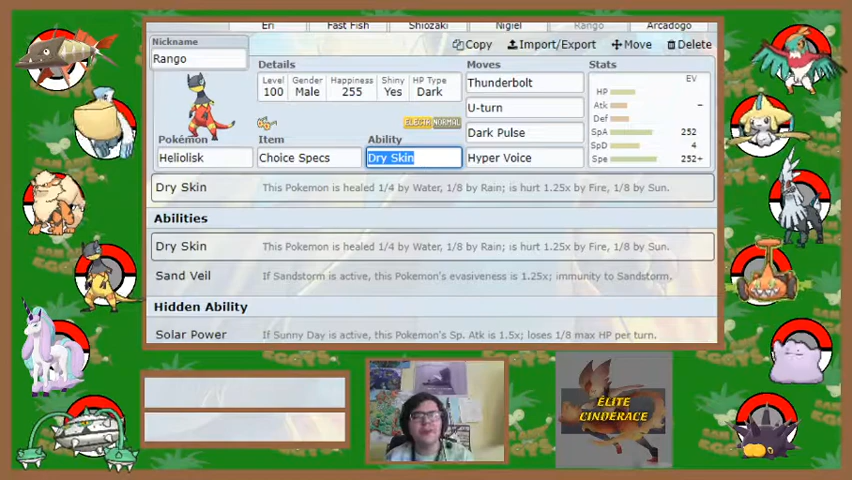 Eri Fast Fish Shiozaki Nigiel Rango Arcadogo
Nickname
Rango
Copy Import/Export Move Delete
Details
Level Gender Happiness Shiny HP Type
100 Male 255 Yes Dark
ELECTR NORMAL
Pokémon Item Ability
Heliolisk Choice Specs Dry Skin
Moves
Thunderbolt
U-turn
Dark Pulse
Hyper Voice
Stats
EV
HP
Atk –
Def
SpA 252
SpD 4
Spe 252+
Dry Skin This Pokemon is healed 1/4 by Water, 1/8 by Rain; is hurt 1.25x by Fire, 1/8 by Sun.
Abilities
Dry Skin This Pokemon is healed 1/4 by Water, 1/8 by Rain; is hurt 1.25x by Fire, 1/8 by Sun.
Sand Veil If Sandstorm is active, this Pokemon's evasiveness is 1.25x; immunity to Sandstorm.
Hidden Ability
Solar Power If Sunny Day is active, this Pokemon's Sp. Atk is 1.5x; loses 1/8 max HP per turn.
ÉLITE
CINDERACE